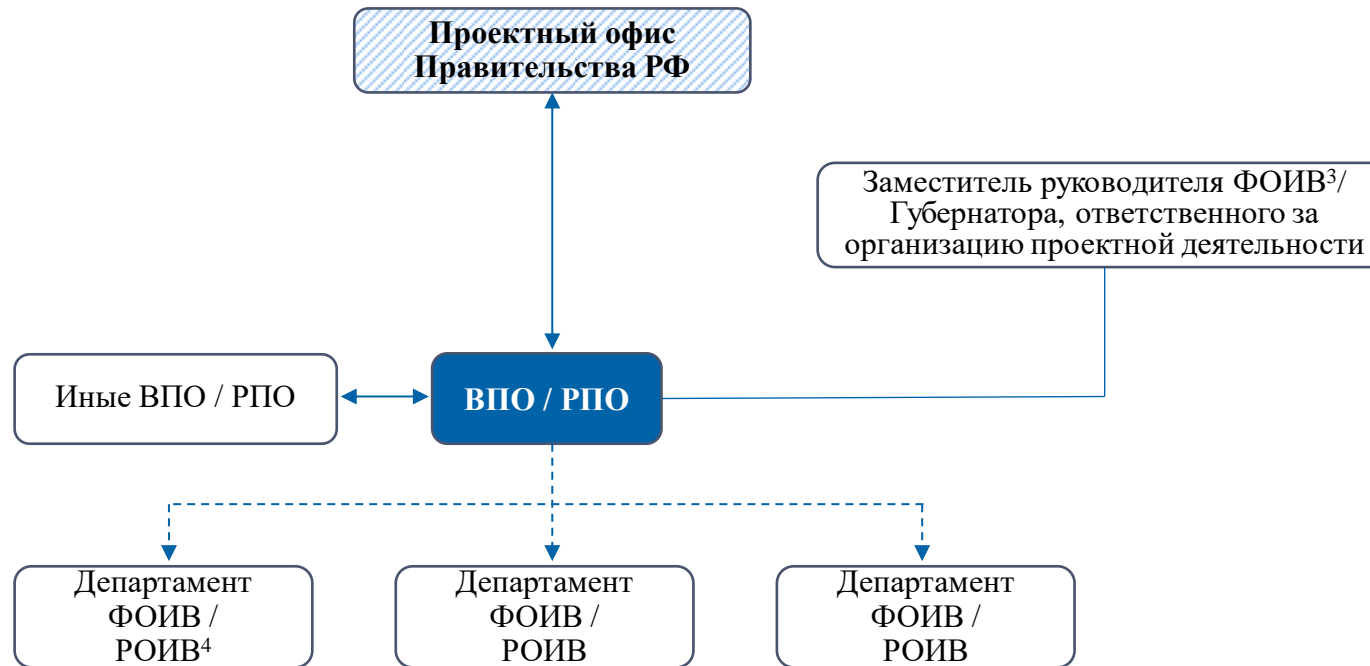 Проектный офис
Правительства РФ
Заместитель руководителя ФОИВ³/
Губернатора, ответственного за
организацию проектной деятельности
Иные ВПО / РПО
ВПО / РПО
Департамент
ФОИВ /
РОИВ⁴
Департамент
ФОИВ /
РОИВ
Департамент
ФОИВ /
РОИВ